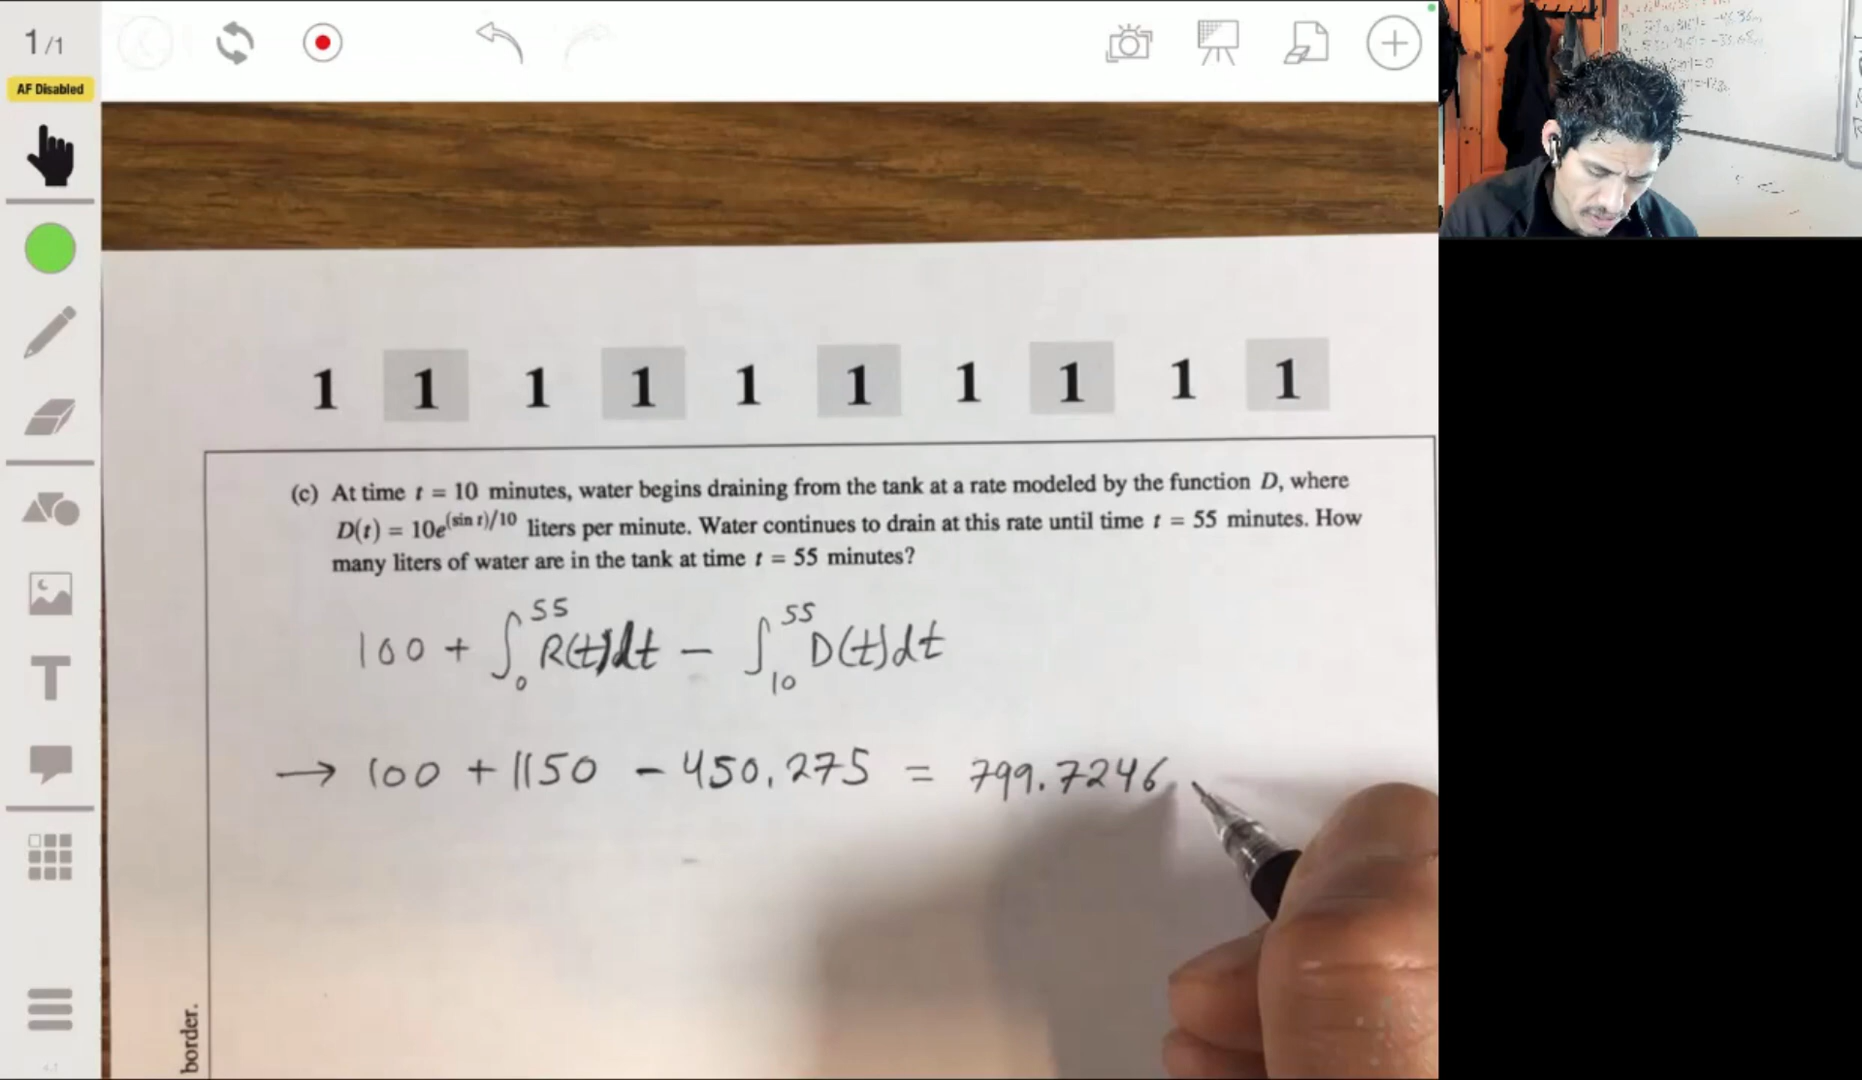 1/1
AF Disabled
1 1 1 1 1 1 1 1 1 1
(c) At time t = 10 minutes, water begins draining from the tank at a rate modeled by the function D, where
D(t) = 10e^(sin t)/10 liters per minute. Water continues to drain at this rate until time t = 55 minutes. How
many liters of water are in the tank at time t = 55 minutes?
100 + ∫₀⁵⁵ R(t)dt − ∫₁₀⁵⁵ D(t)dt
→ 100 + 1150 − 450.275 = 799.7246
border.
T